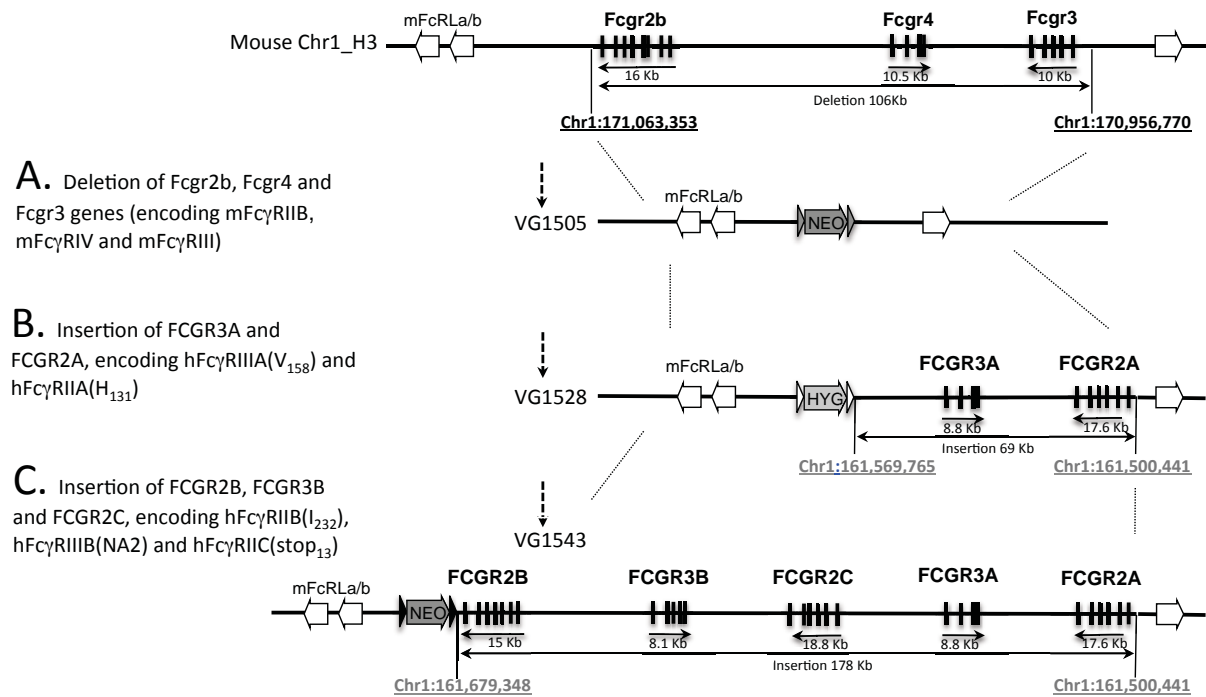 mFcRLa/b
Fcgr2b
Fcgr4
Fcgr3
Mouse Chr1_H3
16 Kb
10.5 Kb
10 Kb
Deletion 106Kb
Chr1:171,063,353
Chr1:170,956,770
A. Deletion of Fcgr2b, Fcgr4 and
Fcgr3 genes (encoding mFcγRIIB,
mFcγRIV and mFcγRIII)
mFcRLa/b
VG1505
NEO
B. Insertion of FCGR3A and
FCGR2A, encoding hFcγRIIIA(V158) and
hFcγRIIA(H131)
mFcRLa/b
FCGR3A
FCGR2A
VG1528
HYG
8.8 Kb
17.6 Kb
Insertion 69 Kb
Chr1:161,569,765
Chr1:161,500,441
C. Insertion of FCGR2B, FCGR3B
and FCGR2C, encoding hFcγRIIB(I232),
hFcγRIIIB(NA2) and hFcγRIIC(stop13)
VG1543
mFcRLa/b
FCGR2B
FCGR3B
FCGR2C
FCGR3A
FCGR2A
NEO
15 Kb
8.1 Kb
18.8 Kb
8.8 Kb
17.6 Kb
Insertion 178 Kb
Chr1:161,679,348
Chr1:161,500,441